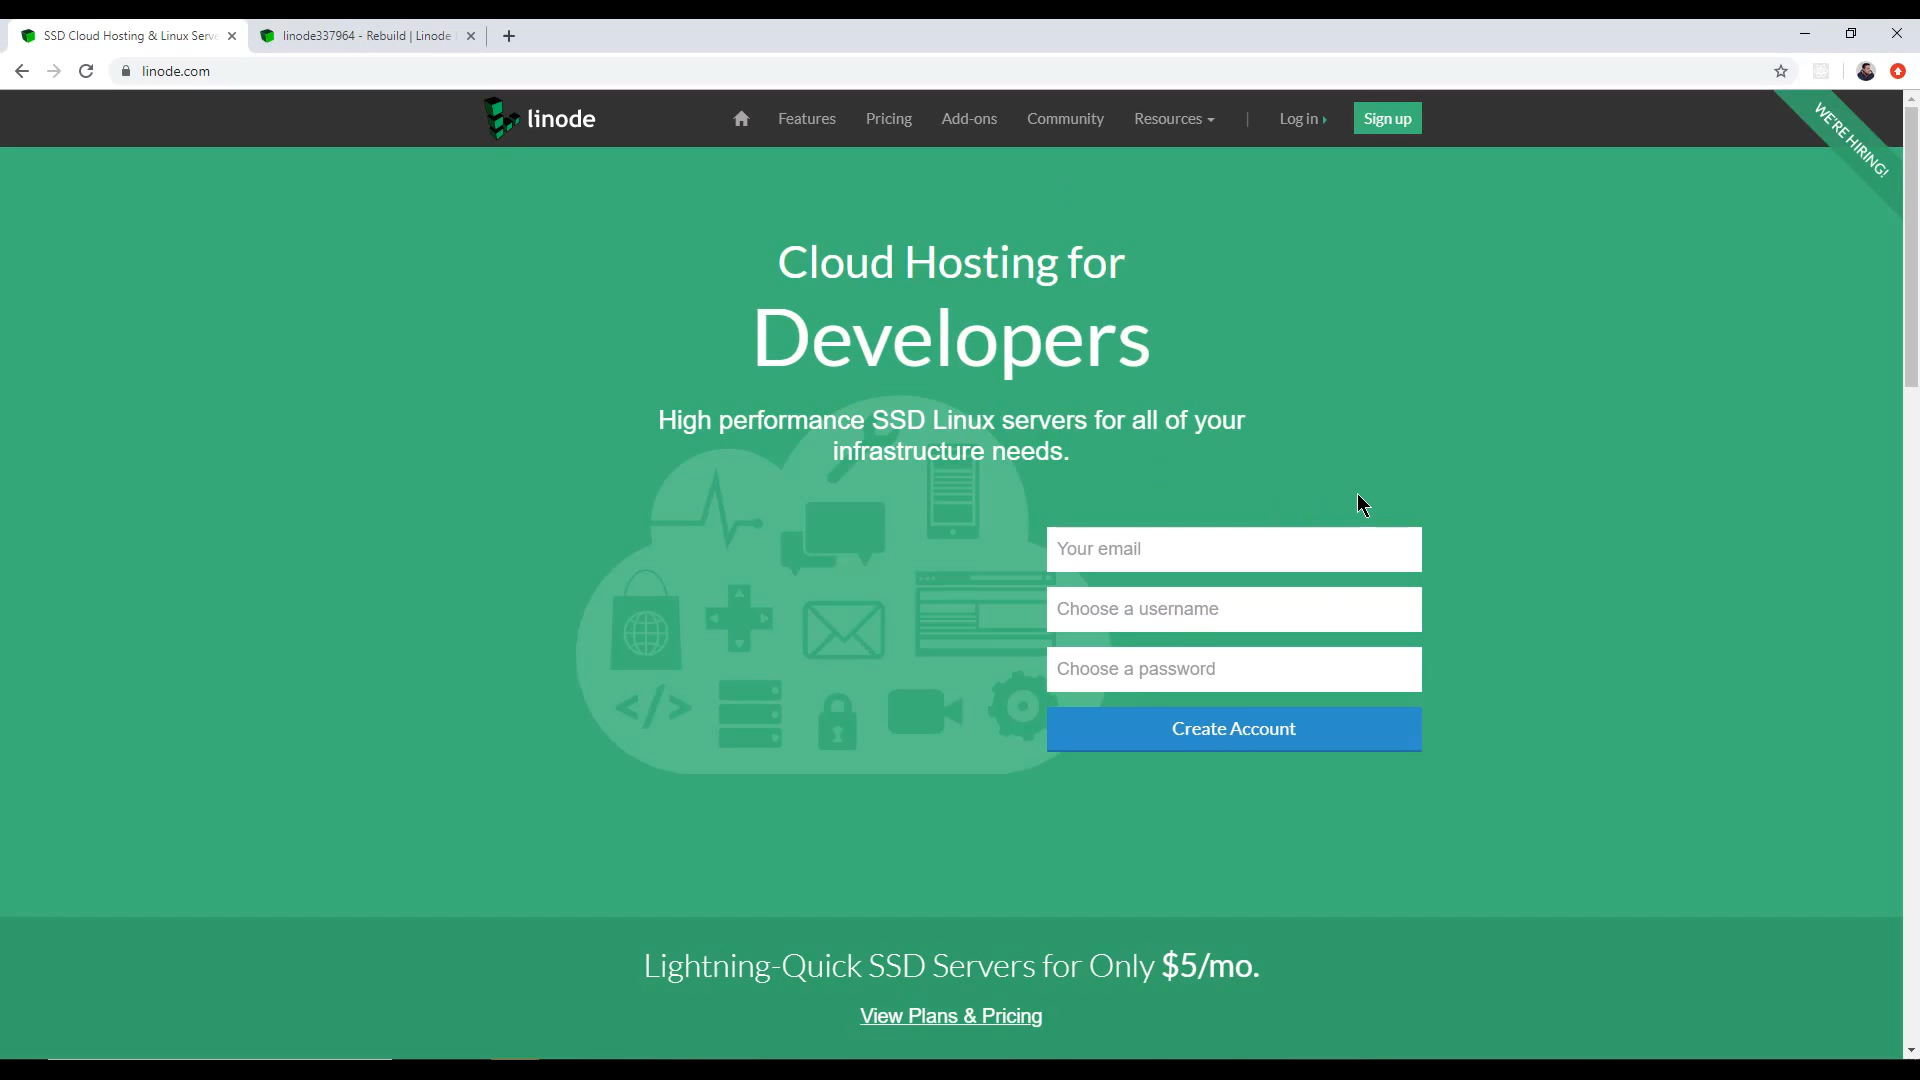 SSD Cloud Hosting & Linux Serve
linode337964 - Rebuild | Linode
linode.com
linode
Features
Pricing
Add-ons
Community
Resources
|
Log in
Sign up
WE'RE HIRING!
Cloud Hosting for
Developers
High performance SSD Linux servers for all of your
infrastructure needs.
Your email
Choose a username
Choose a password
Create Account
</>
Lightning-Quick SSD Servers for Only $5/mo.
View Plans & Pricing